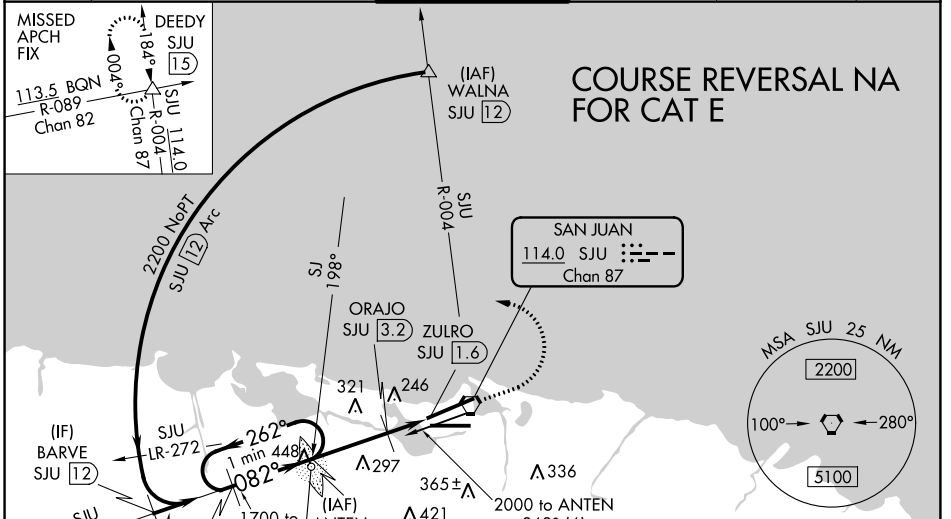 MISSED
APCH
FIX
DEEDY
SJU
15
184°
004°
113.5 BQN
R-089
Chan 82
SJU 114.0
R-004
Chan 87
(IAF)
WALNA
SJU 12
COURSE REVERSAL NA
FOR CAT E
2200 NoPT
SJU 12 Arc
SJU
R-004
SJ
198°
SAN JUAN
114.0 SJU
Chan 87
ORAJO
SJU 3.2
ZULRO
SJU 1.6
MSA SJU 25 NM
2200
100°
280°
5100
321
246
(IF)
BARVE
SJU 12
SJU
LR-272
262°
1 min
448
082°
297
365±
336
(IAF)
2000 to ANTEN
1700 to
421
SJU